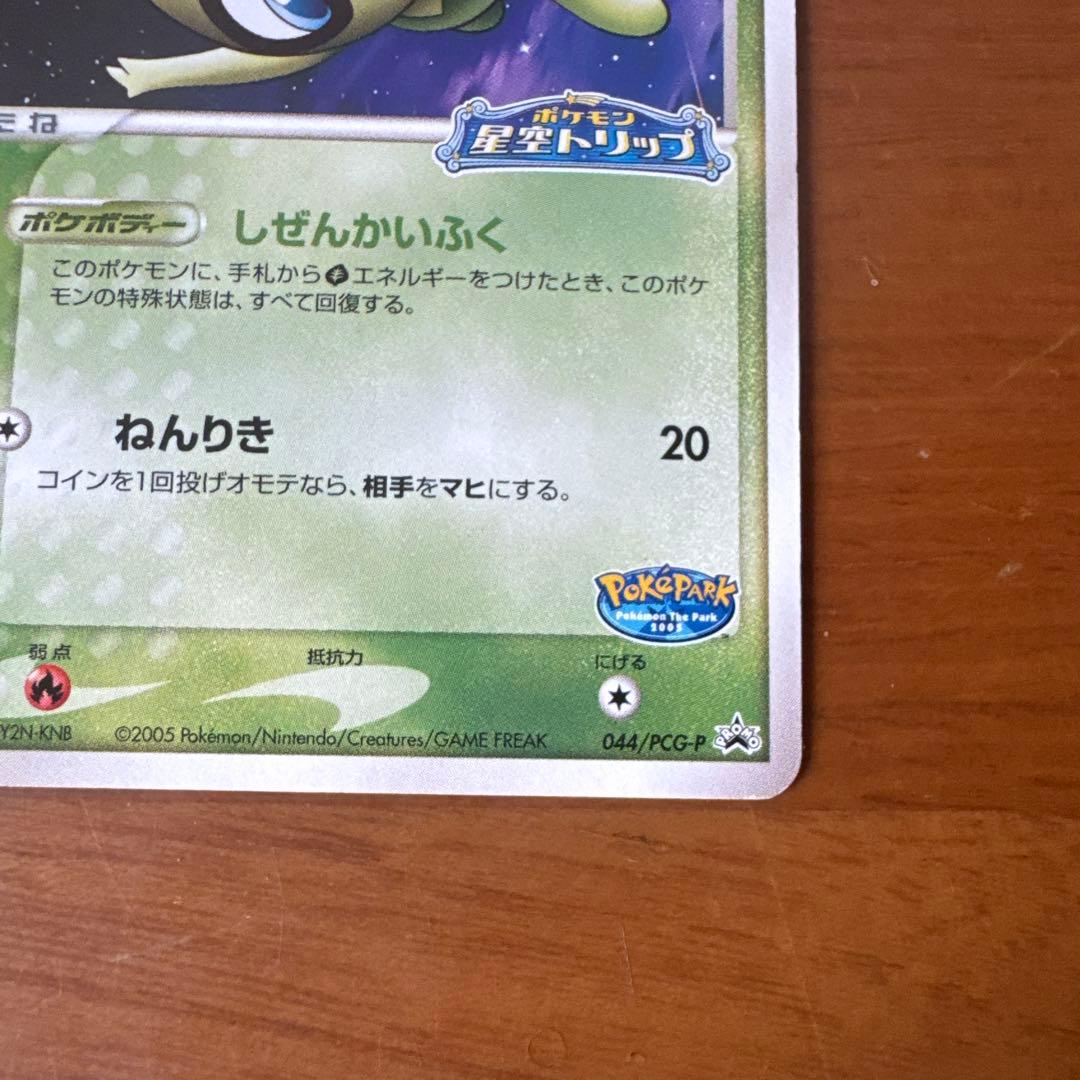 ポケモン
星空トリップ
たね
ポケボディー しぜんかいふく
このポケモンに、手札からエネルギーをつけたとき、このポケ
モンの特殊状態は、すべて回復する。
ねんりき 20
コインを1回投げオモテなら、相手をマヒにする。
POKéPARK
Pokémon The Park
2005
弱点 抵抗力 にげる
Y2N-KNB ©2005 Pokémon/Nintendo/Creatures/GAME FREAK 044/PCG-P PROMO